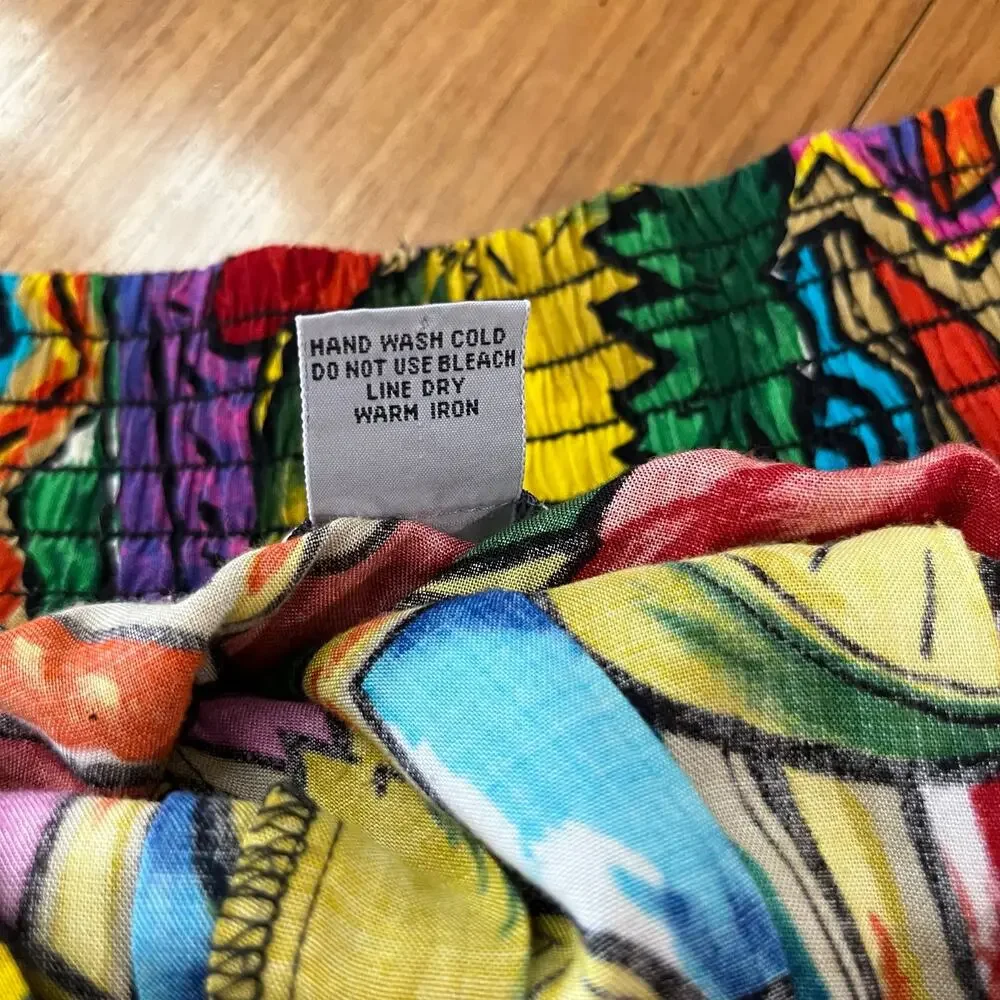 HAND WASH COLD
DO NOT USE BLEACH
LINE DRY
WARM IRON